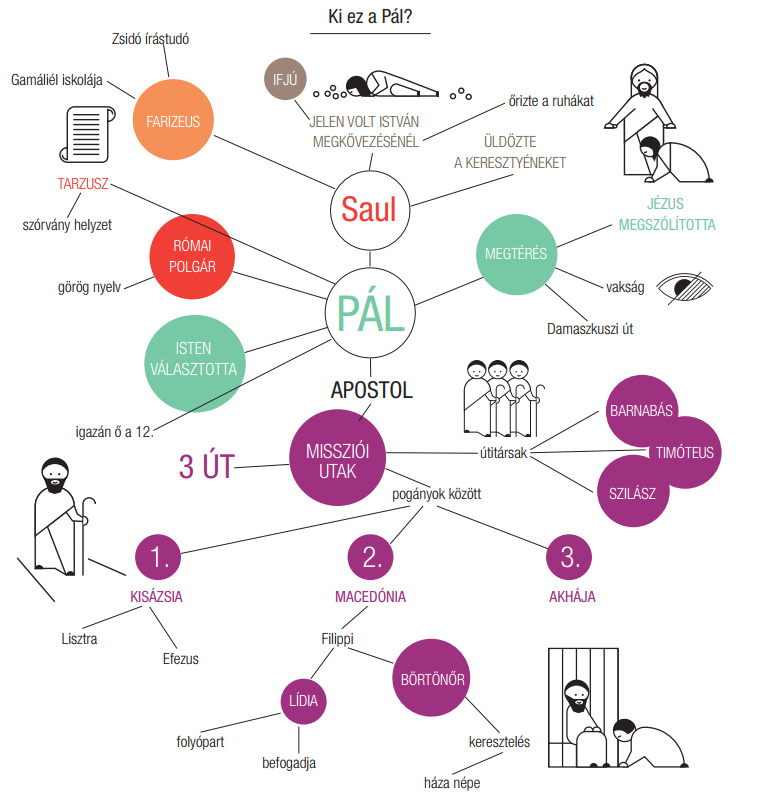 Ki ez a Pál?
Zsidó írástudó
Gamáliél iskolája
FARIZEUS
IFJÚ
JELEN VOLT ISTVÁN
MEGKÖVEZÉSÉNÉL
őrizte a ruhákat
ÜLDÖZTE
A KERESZTYÉNEKET
TARZUSZ
szórvány helyzet
Saul
JÉZUS
MEGSZÓLÍTOTTA
RÓMAI
POLGÁR
görög nyelv
MEGTÉRÉS
vakság
Damaszkuszi út
PÁL
ISTEN
VÁLASZTOTTA
igazán ő a 12.
APOSTOL
MISSZIÓI
UTAK
3 ÚT
útitársak
BARNABÁS
TIMÓTEUS
SZILÁSZ
pogányok között
1.
KISÁZSIA
2.
MACEDÓNIA
3.
AKHÁJA
Lisztra
Efezus
Filippi
LÍDIA
BÖRTÖNŐR
folyópart
befogadja
keresztelés
háza népe